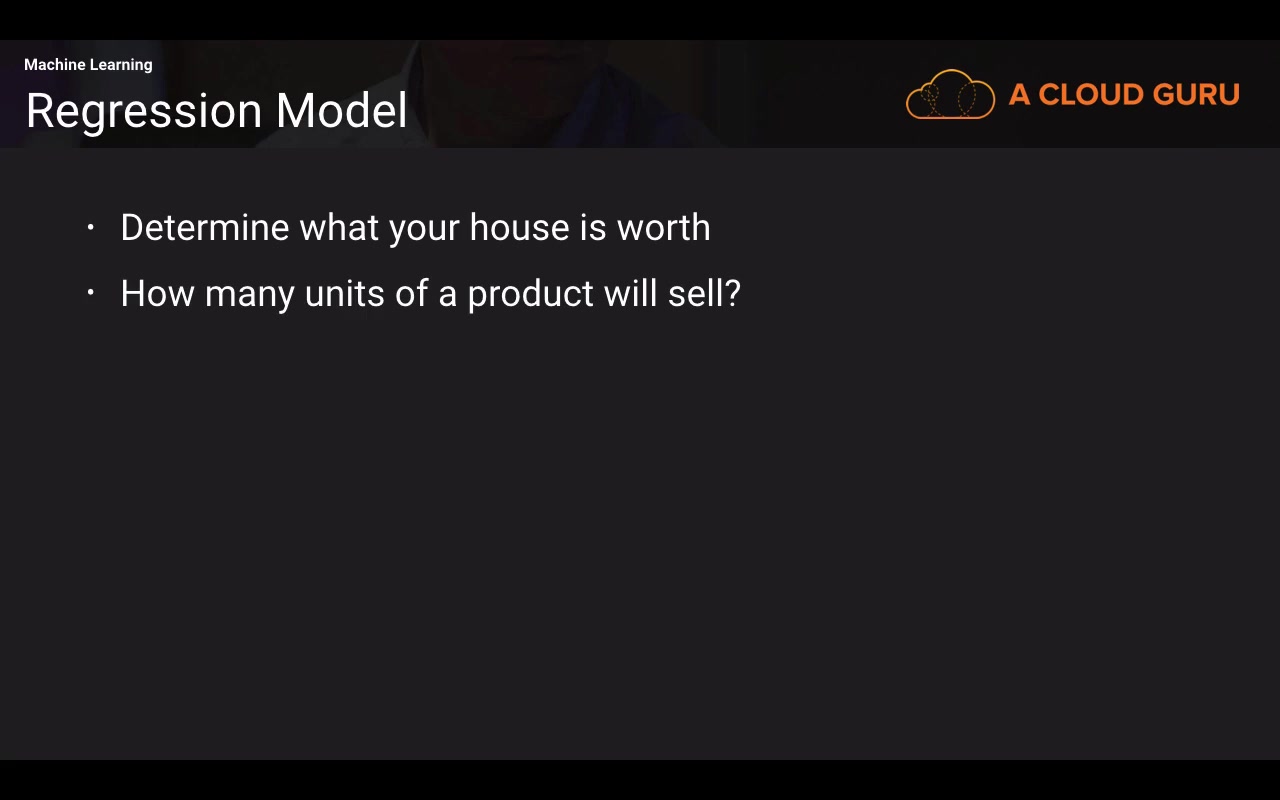 Machine Learning
Regression Model
A CLOUD GURU
· Determine what your house is worth
· How many units of a product will sell?